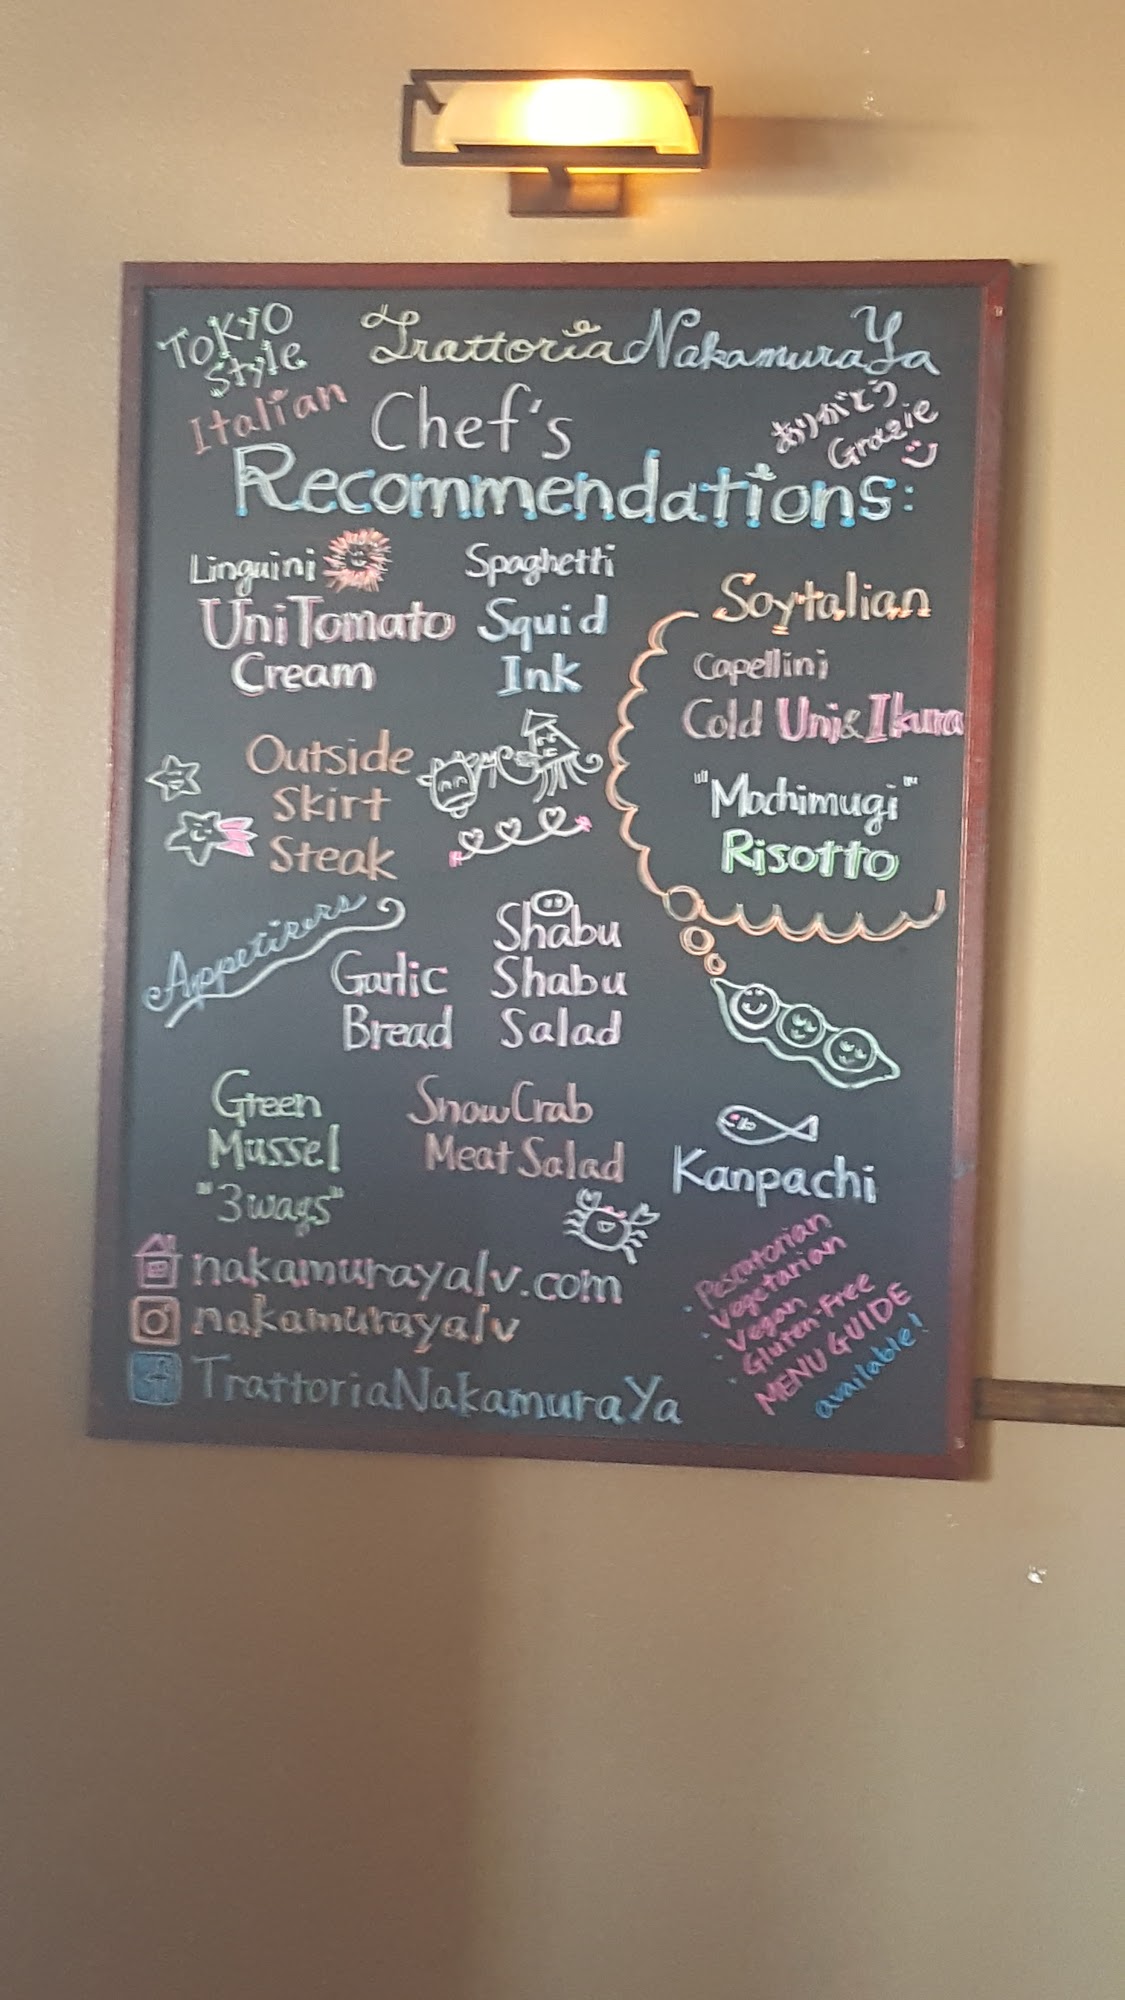 Tokyo
Style
Italian
Trattoria Nakamura Ya
Chef's
Recommendations:
ありがとう
Grazie
Linguini
Uni Tomato
Cream
Spaghetti
Squid
Ink
Soytalian
Capellini
Cold Uni & Ikura
"Mochimugi"
Risotto
Outside
Skirt
Steak
Appetizers
Garlic
Bread
Shabu
Shabu
Salad
Green
Mussel
"3 ways"
Snow Crab
Meat Salad
Kanpachi
nakamurayalv.com
nakamurayalv
TrattoriaNakamuraYa
Pescatarian
Vegetarian
Vegan
Gluten-Free
MENU GUIDE
available!